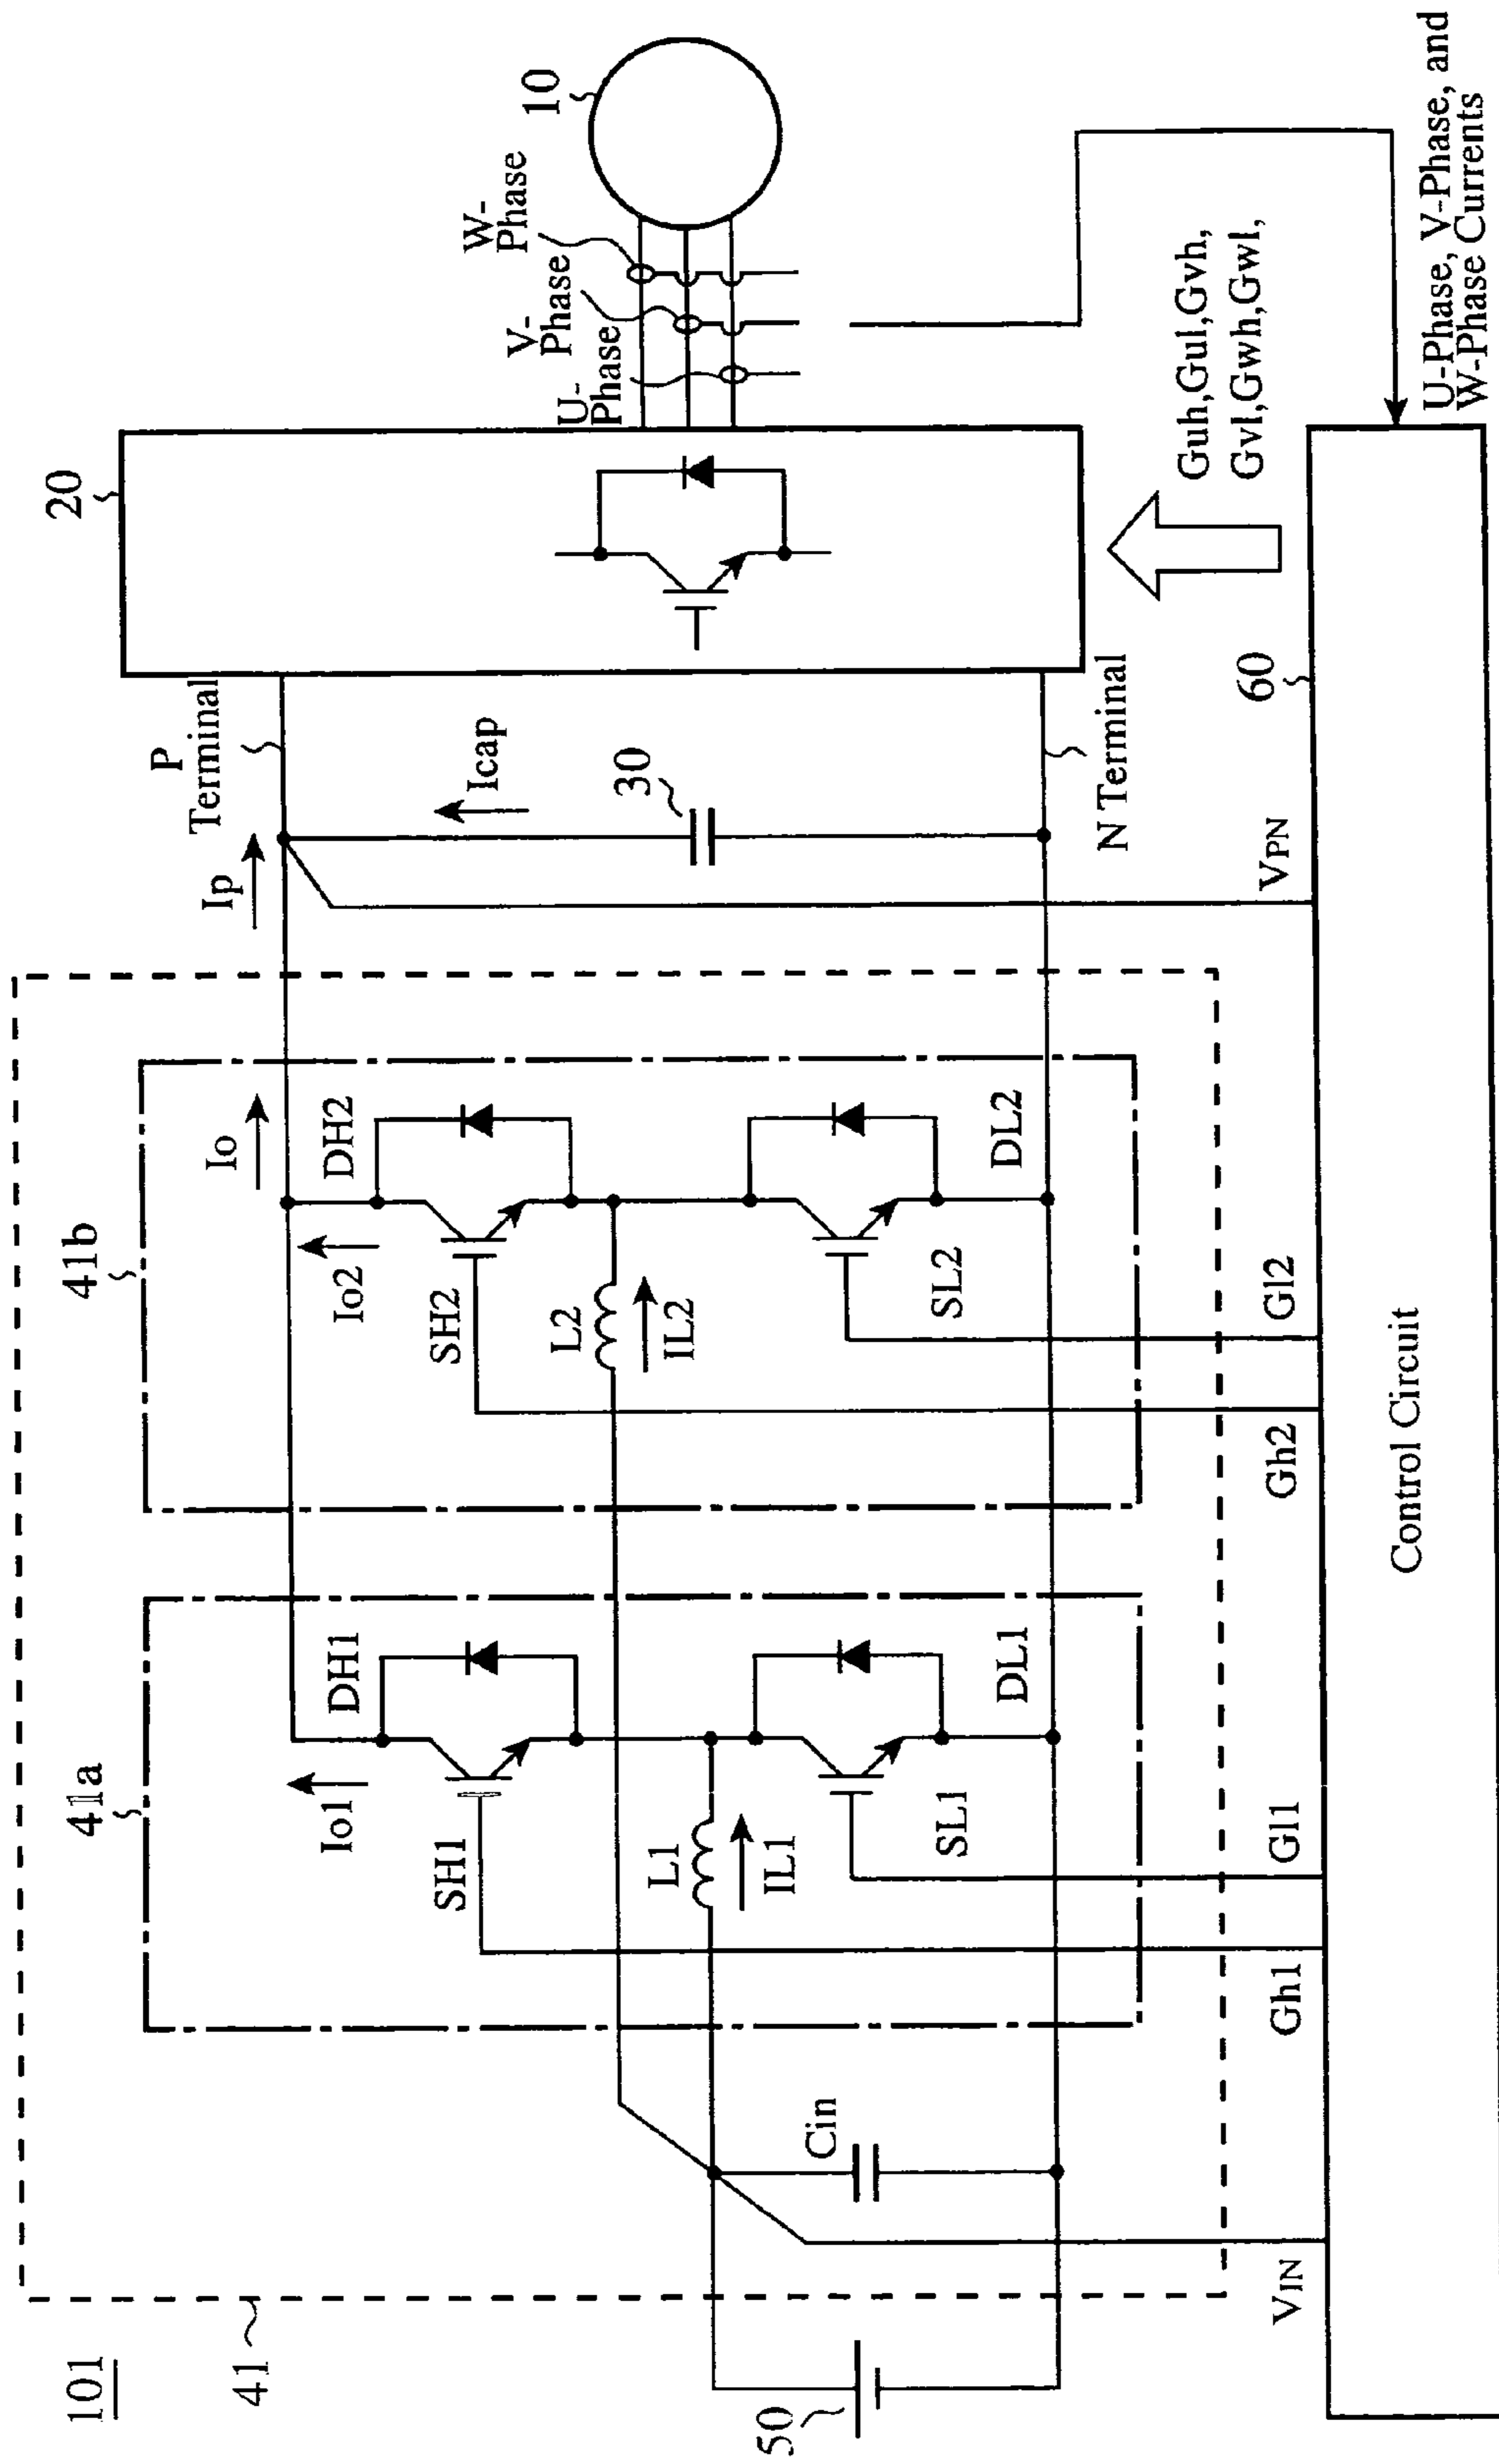 101
41
41a
41b
20
10
W-
Phase
V-
Phase
U-
Phase
P
Terminal
Io
Ip
Icap
30
Io1
DH1
SH1
Io2
DH2
SH2
L1
IL1
L2
IL2
SL1
DL1
SL2
DL2
Cin
50
N Terminal
Guh,Gul,Gvh,
Gvl,Gwh,Gwl,
VIN
Gh1
Gl1
Gh2
Gl2
VPN
60
Control Circuit
U-Phase, V-Phase, and
W-Phase Currents